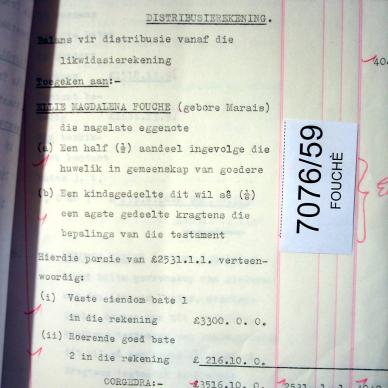 DISTRIBUSIEREKENING.
Balans vir distribusie vanaf die
likwidasierekening
Toegeken aan:-
ELLIE MAGDALENA FOUCHE (gebore Marais)
die nagelate eggenote
(a) Een half (½) aandeel ingevolge die
huwelik in gemeenskap van goedere
(b) Een kindsgedeelte dit wil sê (⅛)
een agste gedeelte kragtens die
bepalings van die testament
Hierdie porsie van £2531.1.1. verteen-
woordig:
(i) Vaste eiendom bate 1
in die rekening £3300. 0. 0.
(ii) Roerende goed bate
2 in die rekening £ 216.10. 0.
OORGEDRA:- £3516.10. 0.
7076/59
FOUCHÈ